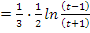 = 1/3 · 1/2 ln (t−1)/(t+1)